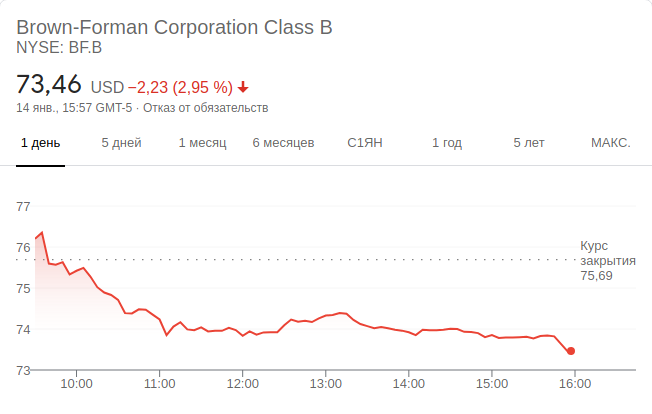 Brown-Forman Corporation Class B
NYSE: BF.B
73,46 USD −2,23 (2,95 %)
14 янв., 15:57 GMT-5 · Отказ от обязательств
1 день 5 дней 1 месяц 6 месяцев С1ЯН 1 год 5 лет МАКС.
77
76
75
74
73
Курс
закрытия
75,69
10:00 11:00 12:00 13:00 14:00 15:00 16:00